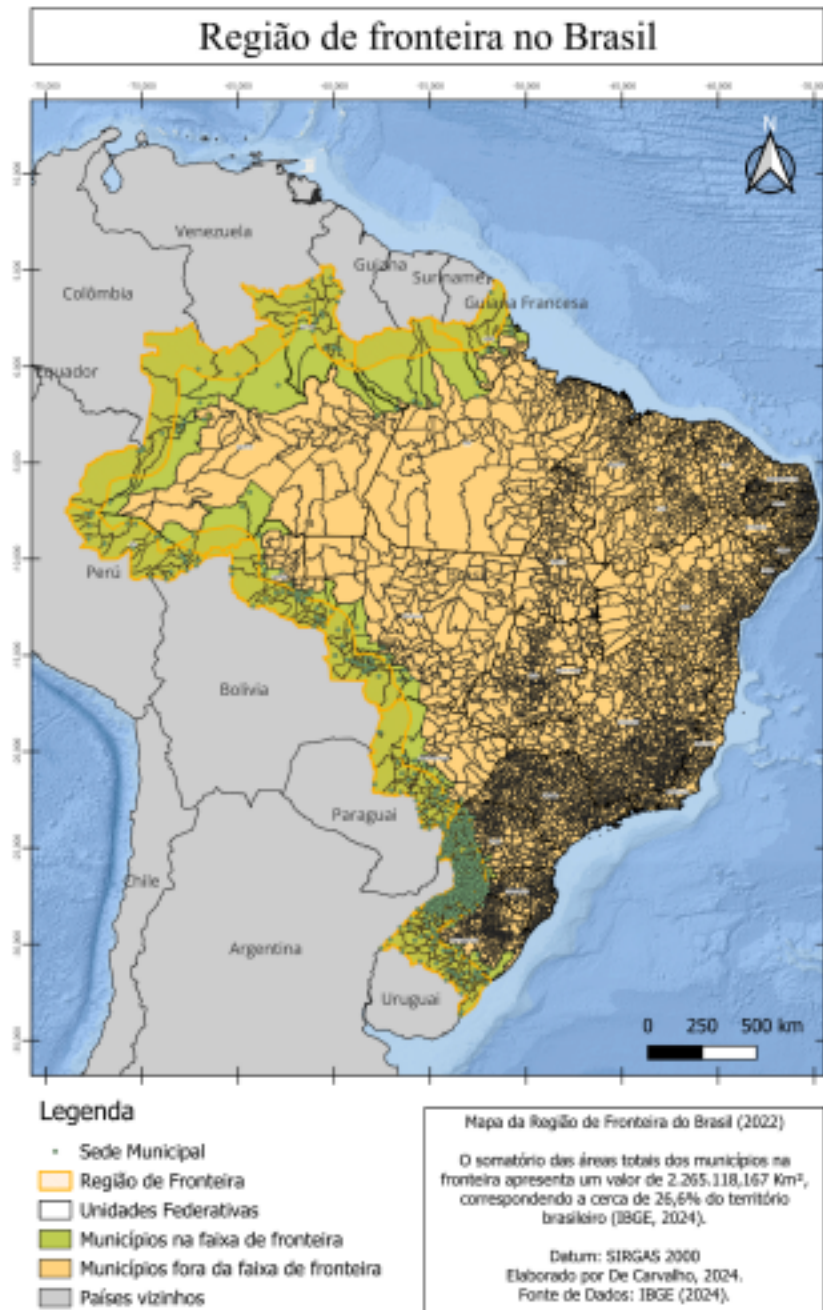 Região de fronteira no Brasil
N
Venezuela
Guiana
Suriname
Colômbia
Guiana Francesa
Equador
Perú
Bolívia
Paraguai
Chile
Argentina
Uruguai
0 250 500 km
Legenda
Sede Municipal
Região de Fronteira
Unidades Federativas
Municípios na faixa de fronteira
Municípios fora da faixa de fronteira
Países vizinhos
Mapa da Região de Fronteira do Brasil (2022)
O somatório das áreas totais dos municípios na
fronteira apresenta um valor de 2.265.118,167 Km²,
correspondendo a cerca de 26,6% do território
brasileiro (IBGE, 2024).
Datum: SIRGAS 2000
Elaborado por De Carvalho, 2024.
Fonte de Dados: IBGE (2024).